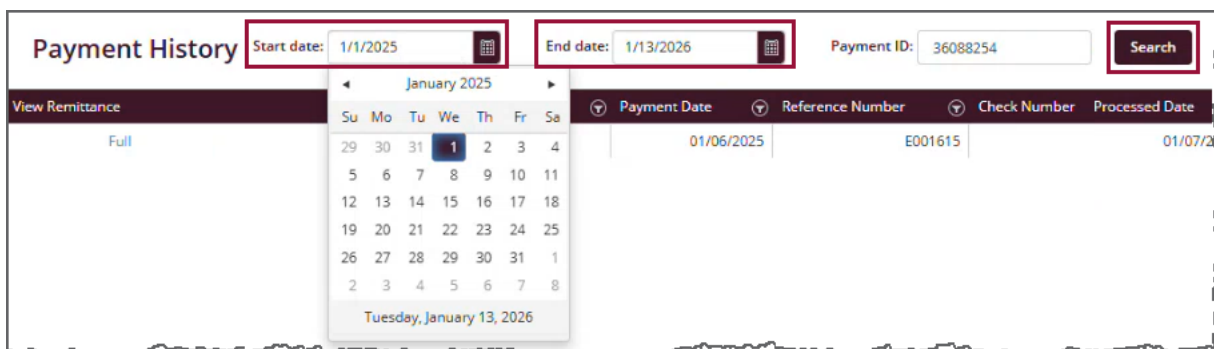 Payment History Start date: 1/1/2025 End date: 1/13/2026 Payment ID: 36088254 Search
January 2025
View Remittance Payment Date Reference Number Check Number Processed Date
Su Mo Tu We Th Fr Sa
Full 01/06/2025 E001615 01/07/2
29 30 31 1 2 3 4
5 6 7 8 9 10 11
12 13 14 15 16 17 18
19 20 21 22 23 24 25
26 27 28 29 30 31 1
2 3 4 5 6 7 8
Tuesday, January 13, 2026